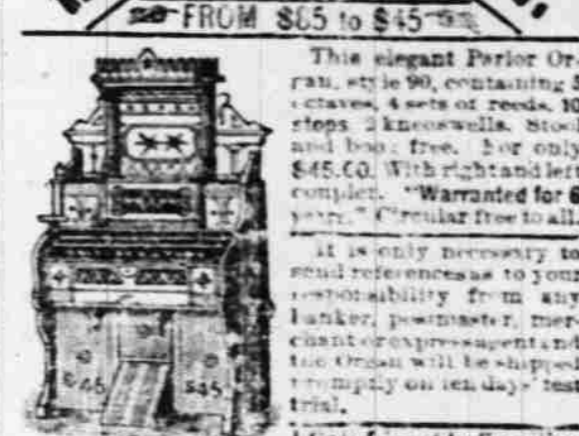 FROM $65 to $45
This elegant Parlor Or-
gan, style 90, containing 5
octaves, 4 sets of reeds, 10
stops 2 kneeswells. Stool
and book free. For only
$45.00. With right and left
coupler. "Warranted for 6
years." Circular free to all.
It is only necessary to
send references as to your
responsibility from any
banker, postmaster, mer-
chant or express agent and
the Organ will be shipped
promptly on ten days' test
trial.
$45 $45